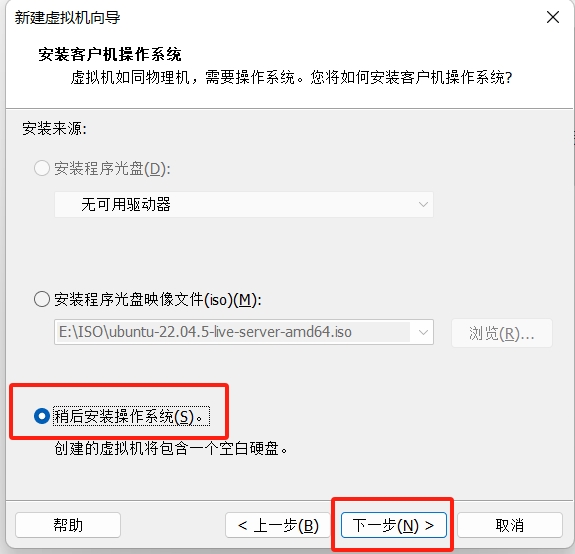 新建虚拟机向导
安装客户机操作系统
虚拟机如同物理机，需要操作系统。您将如何安装客户机操作系统?
安装来源:
安装程序光盘(D):
无可用驱动器
安装程序光盘映像文件(iso)(M):
E:\ISO\ubuntu-22.04.5-live-server-amd64.iso
浏览(R)...
稍后安装操作系统(S)。
创建的虚拟机将包含一个空白硬盘。
帮助
< 上一步(B)
下一步(N) >
取消